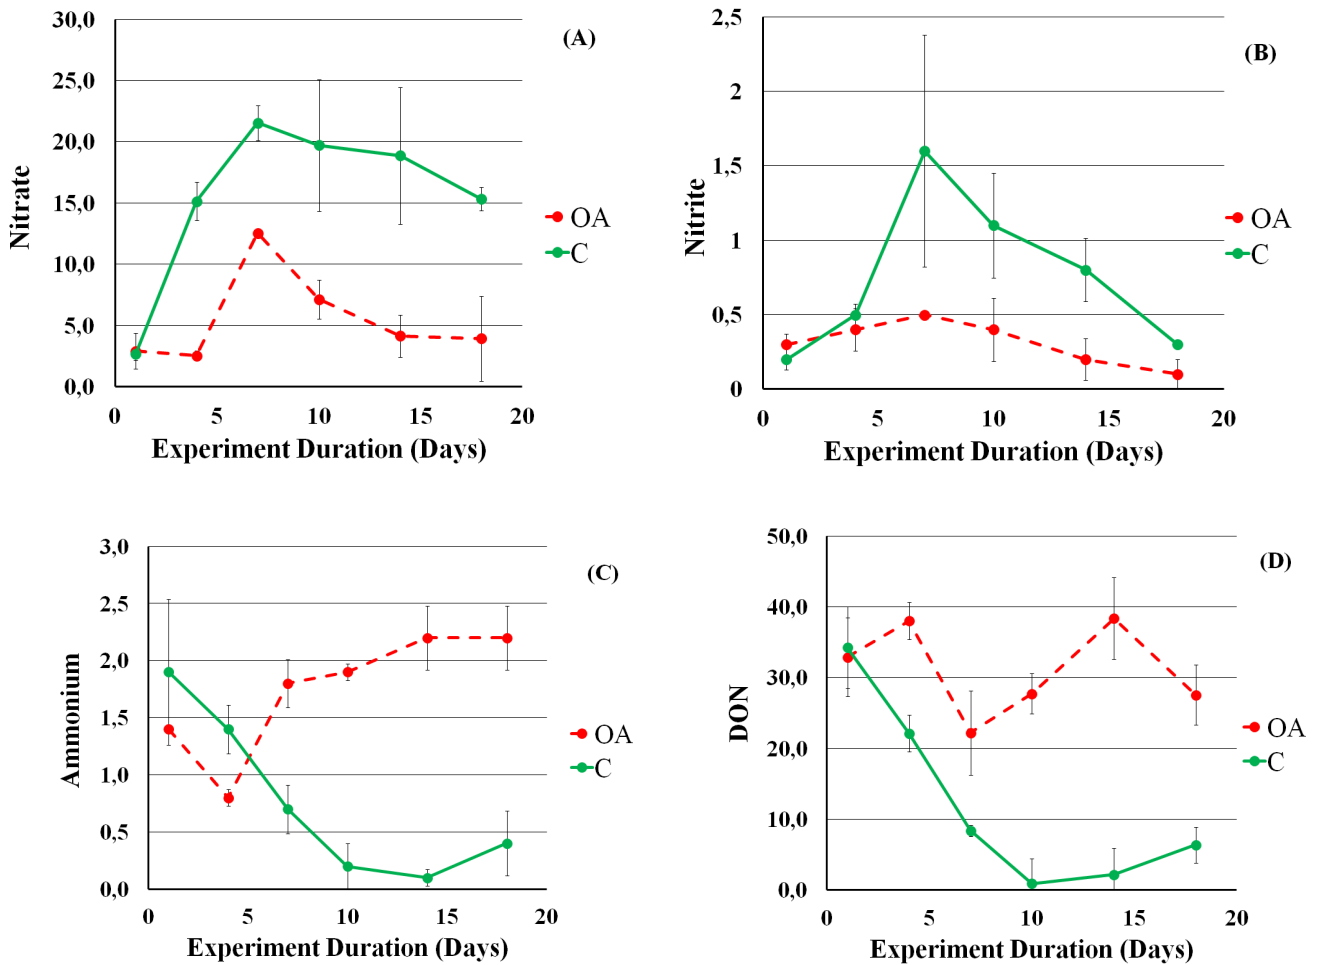 (A)
Nitrate
30,0
25,0
20,0
15,0
10,0
5,0
0,0
0 5 10 15 20
Experiment Duration (Days)
OA
C
(B)
Nitrite
2,5
2
1,5
1
0,5
0
0 5 10 15 20
Experiment Duration (Days)
OA
C
(C)
Ammonium
3,0
2,5
2,0
1,5
1,0
0,5
0,0
0 5 10 15 20
Experiment Duration (Days)
OA
C
(D)
DON
50,0
40,0
30,0
20,0
10,0
0,0
0 5 10 15 20
Experiment Duration (Days)
OA
C